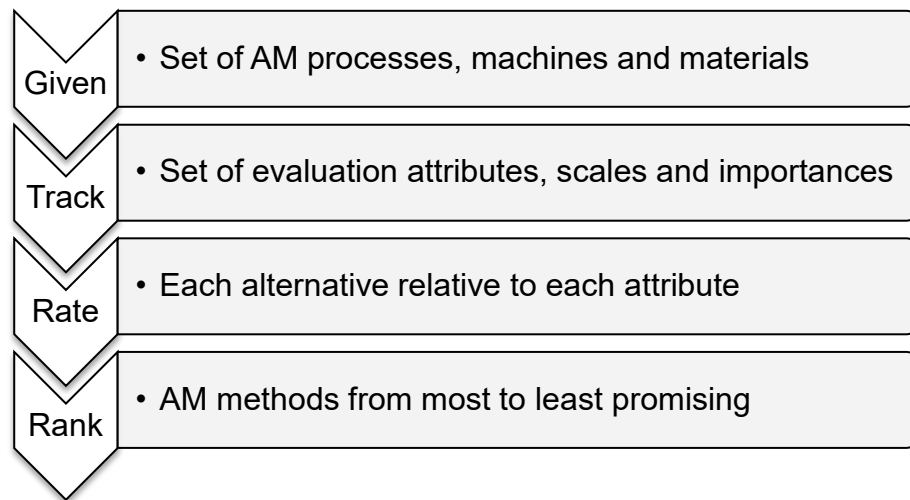 Given
• Set of AM processes, machines and materials
Track
• Set of evaluation attributes, scales and importances
Rate
• Each alternative relative to each attribute
Rank
• AM methods from most to least promising